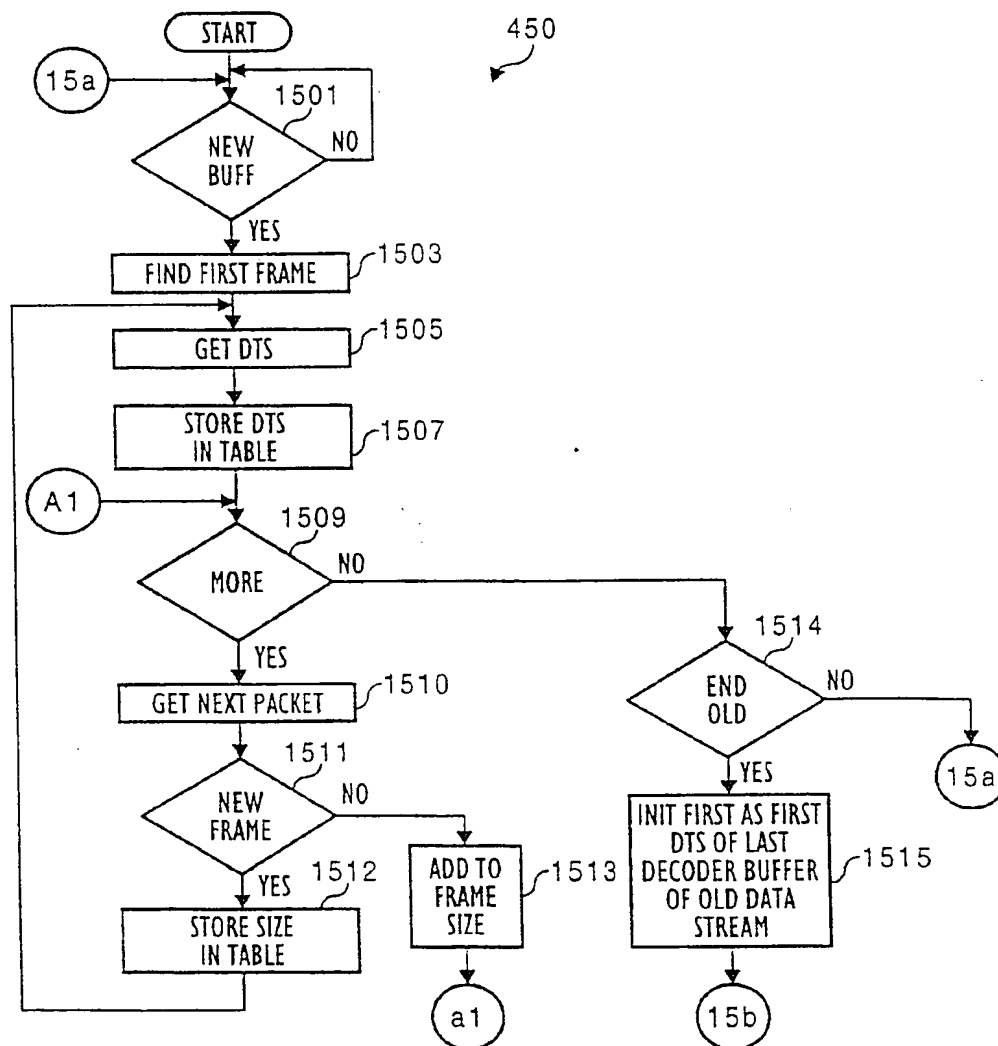 START
450
15a
1501
NEW
BUFF
NO
YES
FIND FIRST FRAME
1503
GET DTS
1505
STORE DTS
IN TABLE
1507
A1
1509
MORE
NO
YES
GET NEXT PACKET
1510
1514
END
OLD
NO
15a
YES
1511
NEW
FRAME
NO
YES
1512
STORE SIZE
IN TABLE
ADD TO
FRAME
SIZE
1513
a1
INIT FIRST AS FIRST
DTS OF LAST
DECODER BUFFER
OF OLD DATA
STREAM
1515
15b